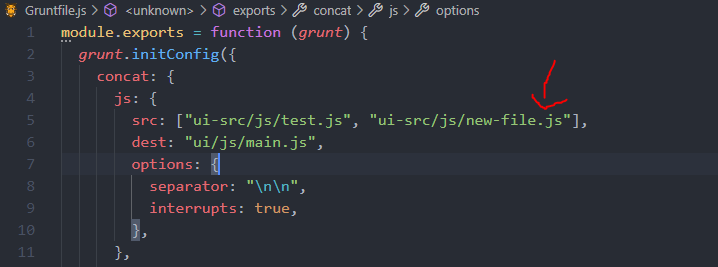 Gruntfile.js > <unknown> > exports > concat > js > options
1 module.exports = function (grunt) {
2 grunt.initConfig({
3 concat: {
4 js: {
5 src: ["ui-src/js/test.js", "ui-src/js/new-file.js"],
6 dest: "ui/js/main.js",
7 options: {
8 separator: "\n\n",
9 interrupts: true,
10 },
11 },